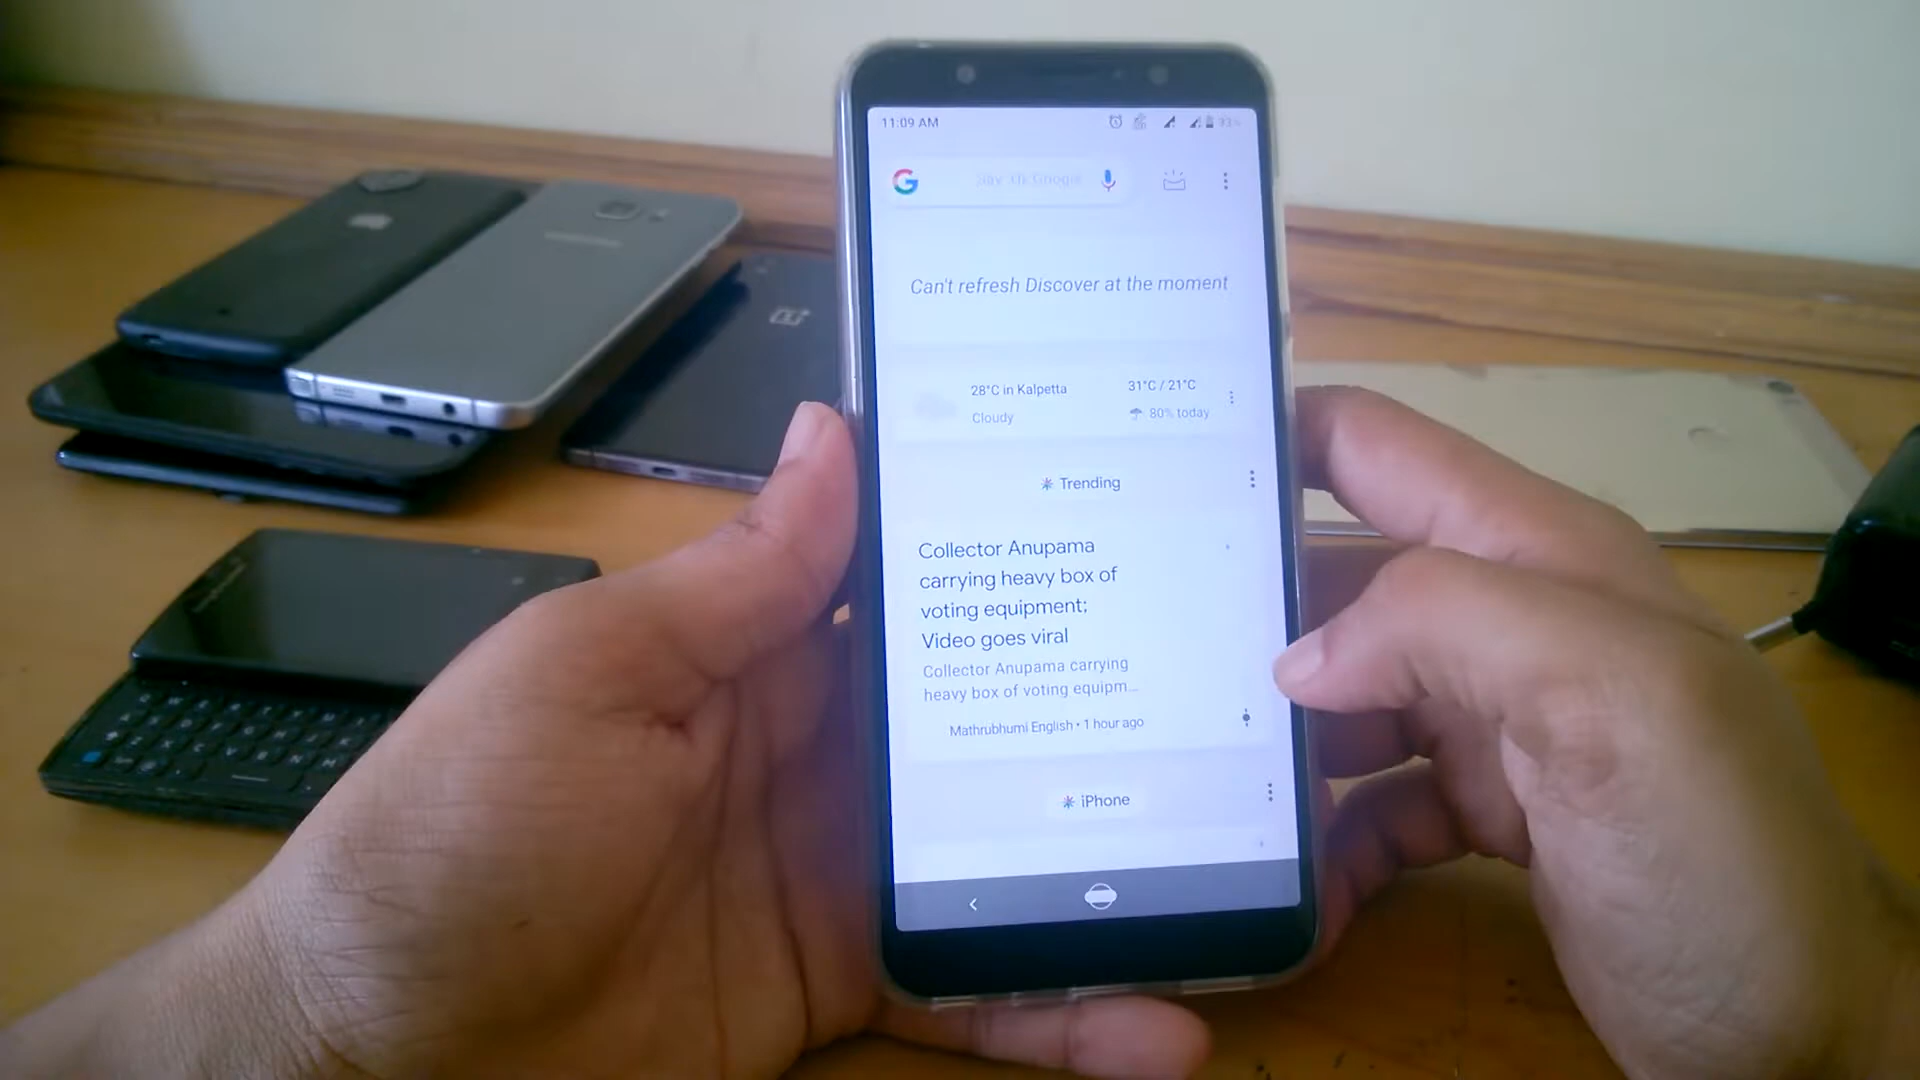 11:09 AM
93%
Say "Ok Google"
Can't refresh Discover at the moment
28°C in Kalpetta
31°C / 21°C
Cloudy
80% today
Trending
Collector Anupama
carrying heavy box of
voting equipment;
Video goes viral
Collector Anupama carrying
heavy box of voting equipm...
Mathrubhumi English • 1 hour ago
iPhone